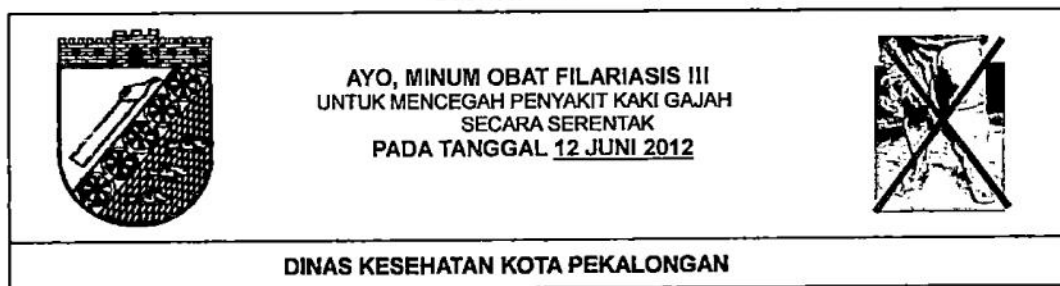 AYO, MINUM OBAT FILARIASIS III
UNTUK MENCEGAH PENYAKIT KAKI GAJAH
SECARA SERENTAK
PADA TANGGAL 12 JUNI 2012
DINAS KESEHATAN KOTA PEKALONGAN